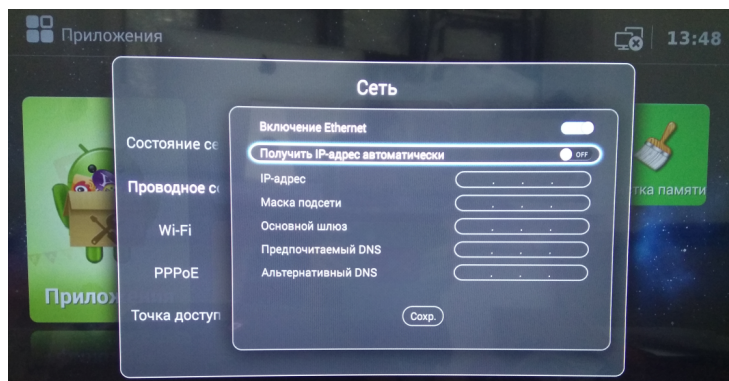 Приложения
13:48
Сеть
Состояние се
Проводное с
Wi-Fi
PPPoE
Точка доступ
Включение Ethernet
Получить IP-адрес автоматически
OFF
IP-адрес
. . .
Маска подсети
. . .
Основной шлюз
. . .
Предпочитаемый DNS
. . .
Альтернативный DNS
. . .
Сохр.
Прилож
тка памяти